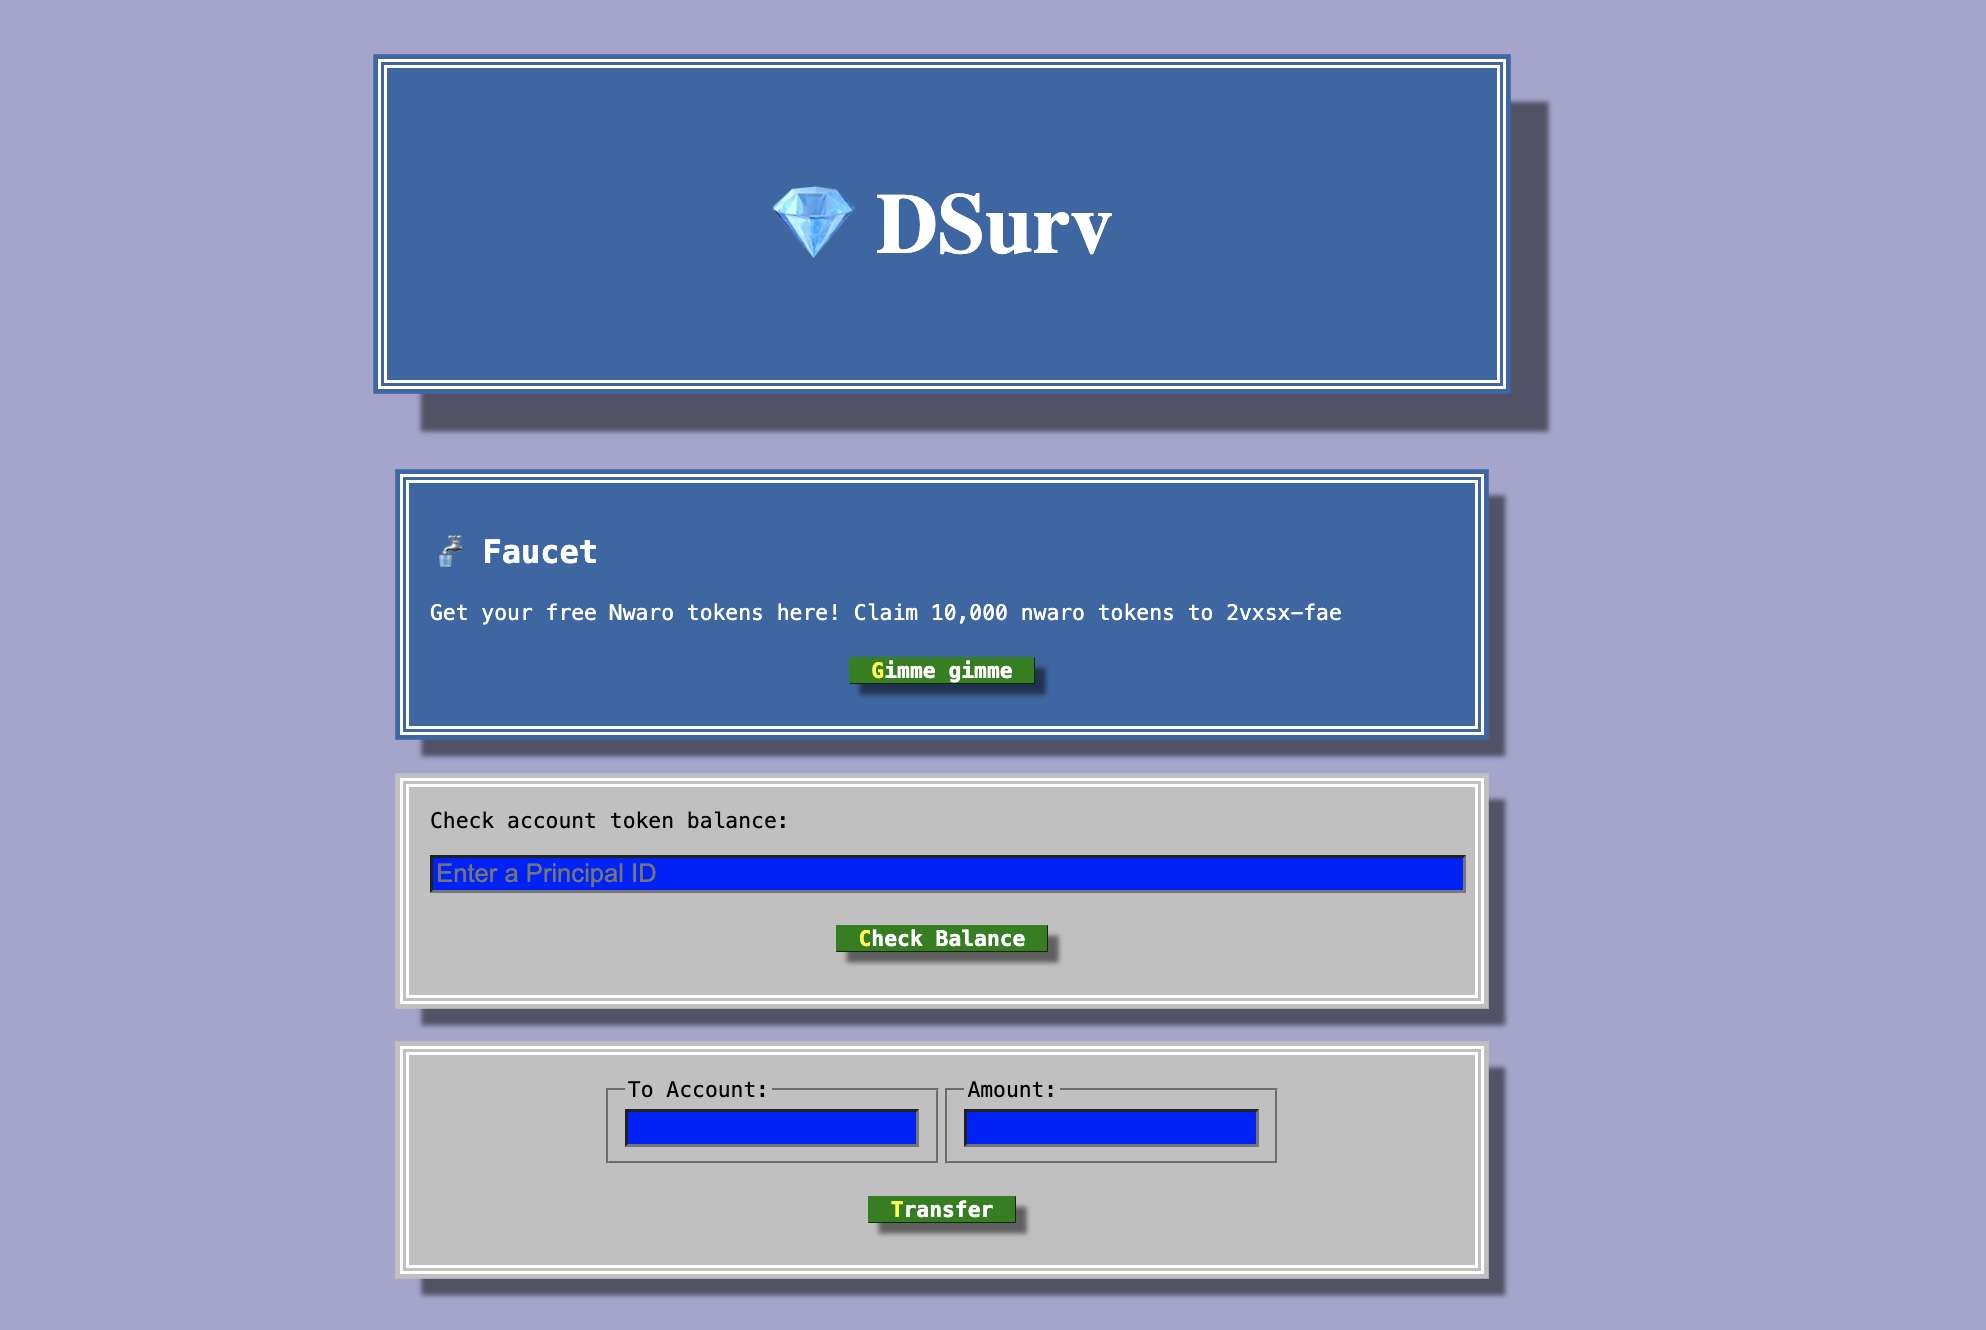 DSurv
Faucet
Get your free Nwaro tokens here! Claim 10,000 nwaro tokens to 2vxsx-fae
Gimme gimme
Check account token balance:
Enter a Principal ID
Check Balance
To Account: Amount:
Transfer